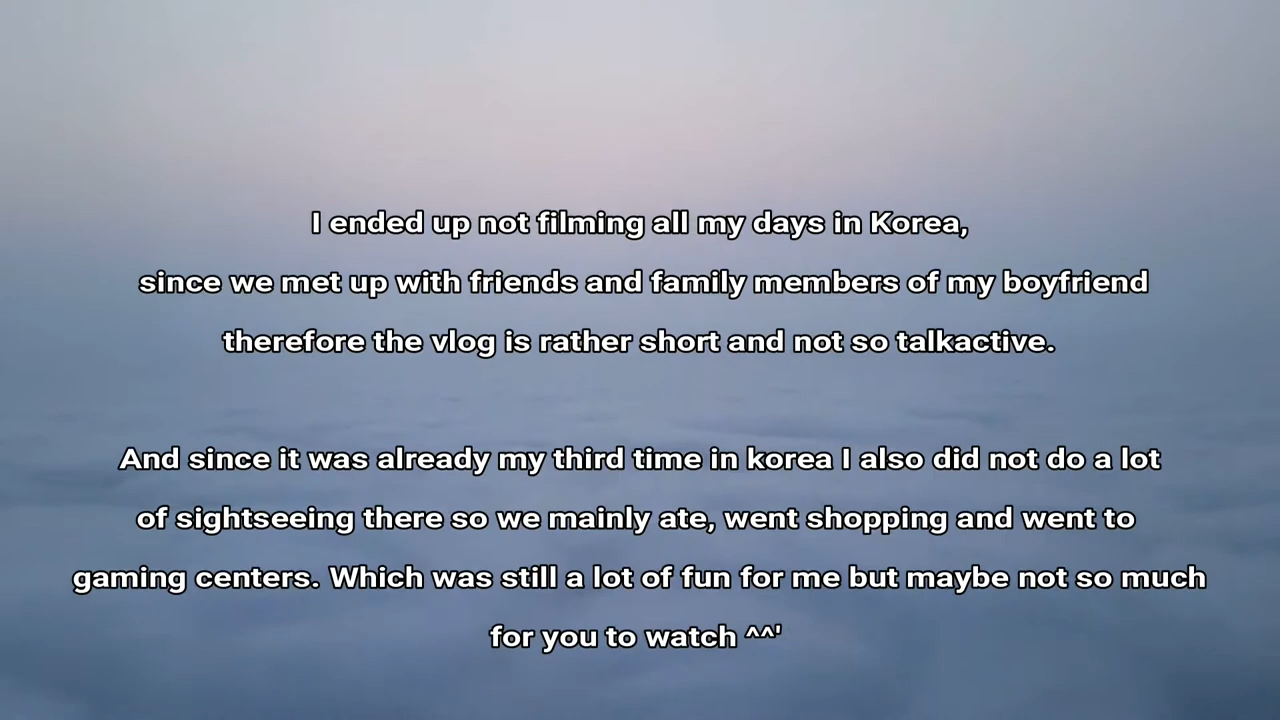 I ended up not filming all my days in Korea,
since we met up with friends and family members of my boyfriend
therefore the vlog is rather short and not so talkactive.
And since it was already my third time in korea I also did not do a lot
of sightseeing there so we mainly ate, went shopping and went to
gaming centers. Which was still a lot of fun for me but maybe not so much
for you to watch ^^'